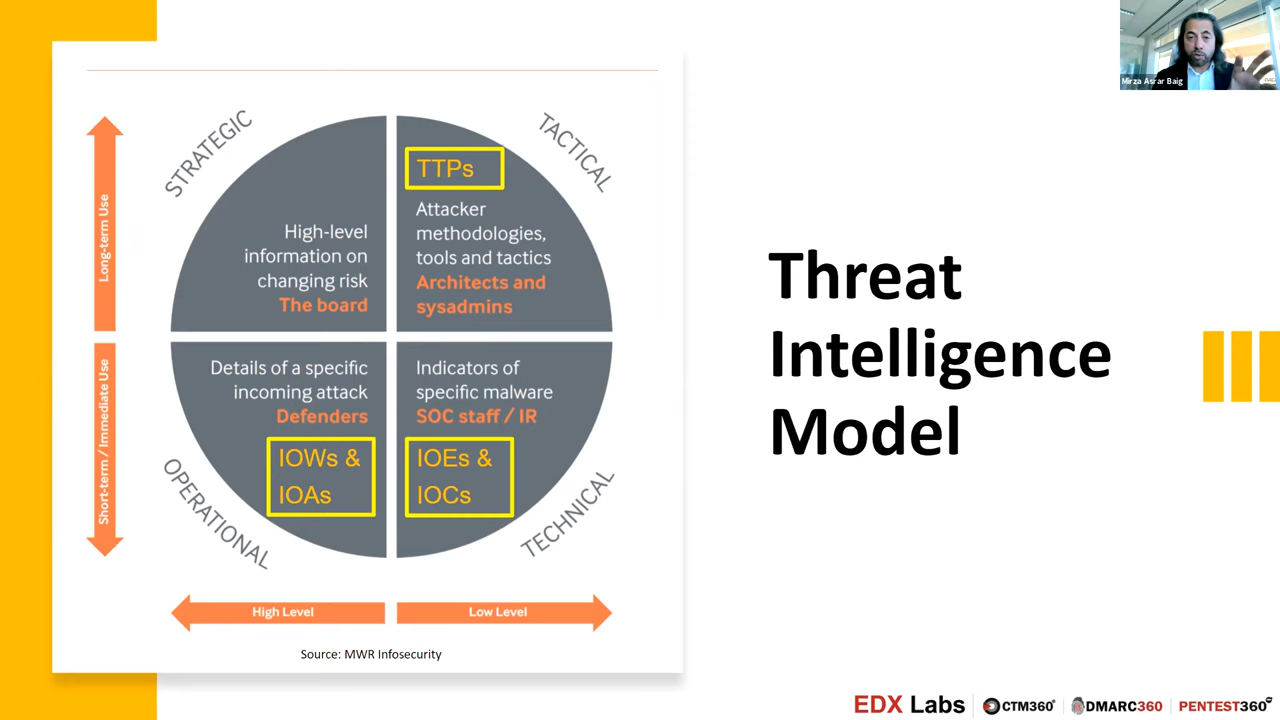 Mirza Asrar Baig
STRATEGIC
TACTICAL
TTPs
High-level
information on
changing risk
The board
Attacker
methodologies,
tools and tactics
Architects and
sysadmins
Long-term Use
Details of a specific
incoming attack
Defenders
IOWs &
IOAs
Indicators of
specific malware
SOC staff / IR
IOEs &
IOCs
Short-term / Immediate Use
OPERATIONAL
TECHNICAL
High Level
Low Level
Source: MWR Infosecurity
Threat
Intelligence
Model
EDX Labs
CTM360
DMARC360
PENTEST360